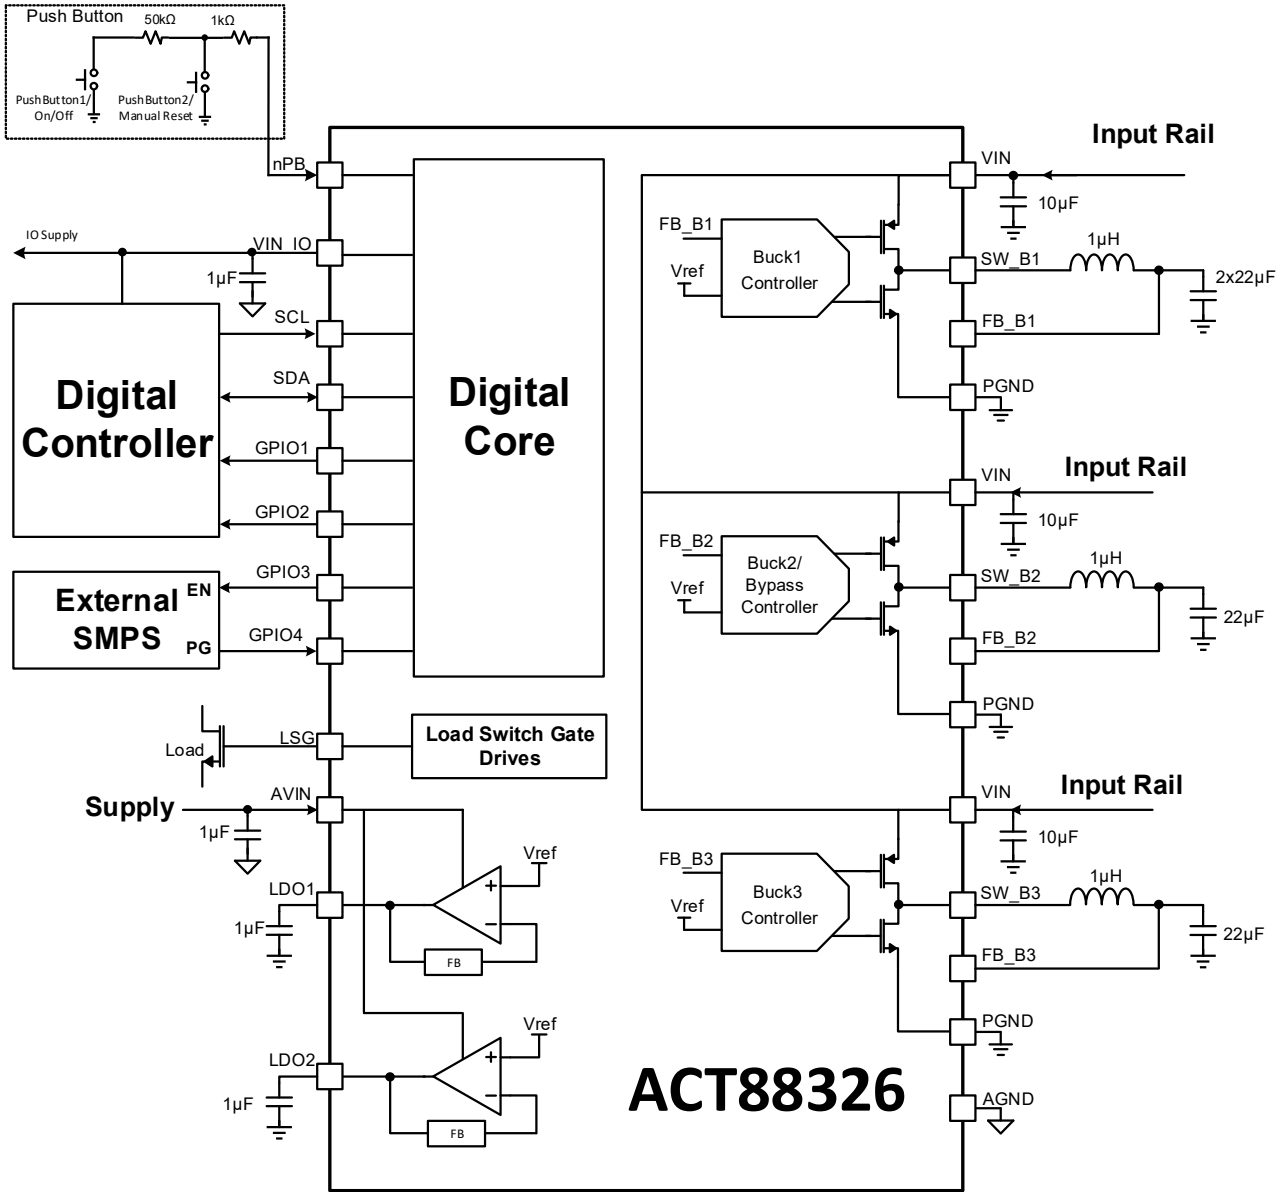 Push Button
50kΩ
1kΩ
PushButton1/
On/Off
PushButton2/
Manual Reset
nPB
IO Supply
VIN_IO
1µF
SCL
SDA
GPIO1
GPIO2
Digital
Controller
GPIO3
EN
External
SMPS
GPIO4
PG
Digital
Core
LSG
Load
Load Switch Gate
Drives
Supply
AVIN
1µF
LDO1
1µF
Vref
+
−
FB
LDO2
1µF
Vref
+
−
FB
Input Rail
VIN
10µF
FB_B1
Vref
Buck1
Controller
SW_B1
1µH
2x22µF
FB_B1
PGND
Input Rail
VIN
10µF
FB_B2
Vref
Buck2/
Bypass
Controller
SW_B2
1µH
22µF
FB_B2
PGND
Input Rail
VIN
10µF
FB_B3
Vref
Buck3
Controller
SW_B3
1µH
22µF
FB_B3
PGND
AGND
ACT88326